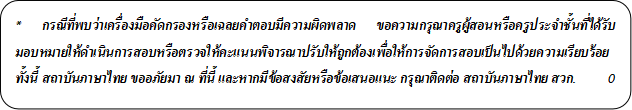 * กรณีที่พบว่าเครื่องมือคัดกรองหรือเฉลยคำตอบมีความผิดพลาด ขอความกรุณาครูผู้สอนหรือครูประจำชั้นที่ได้รับ
มอบหมายให้ดำเนินการสอบหรือตรวจให้คะแนนพิจารณาปรับให้ถูกต้องเพื่อให้การจัดการสอบเป็นไปด้วยความเรียบร้อย
ทั้งนี้ สถาบันภาษาไทย ขออภัยมา ณ ที่นี้ และหากมีข้อสงสัยหรือข้อเสนอแนะ กรุณาติดต่อ สถาบันภาษาไทย สวก. 0